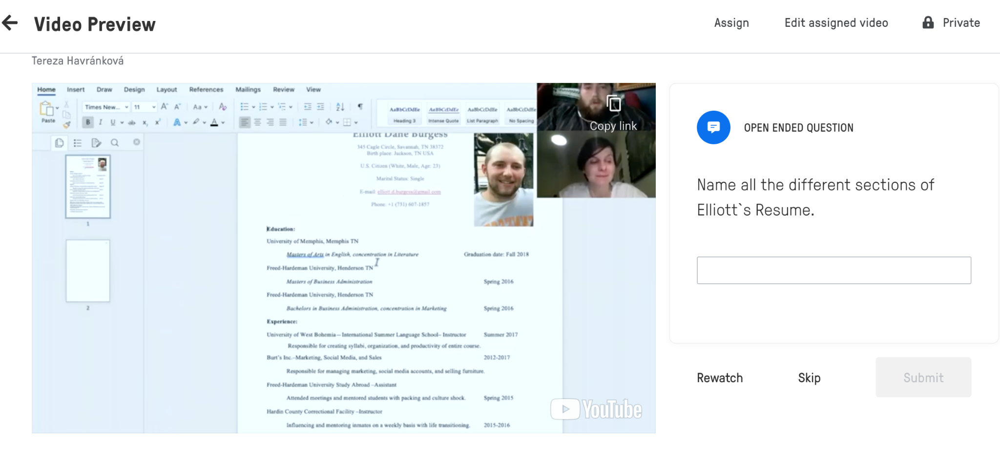 Video Preview
Assign
Edit assigned video
Private
Tereza Havránková
Home Insert Draw Design Layout References Mailings Review View
Times New... 11
Aa
Paste
B I U ab x₂ x²
AaBbCcDdEe AaBbCcDdEe AaBbCcDdEe AaBbCcDdEe
Heading 3 Intense Quote List Paragraph No Spacing
Copy link
Elliott Dane Burgess
345 Cagle Circle, Savannah, TN 38372
Birth place: Jackson, TN USA
U.S. Citizen (White, Male, Age: 23)
Marital Status: Single
E-mail: elliott.d.burgess@gmail.com
Phone: +1 (731) 607-1857
1
2
Education:
University of Memphis, Memphis TN
Masters of Arts in English, concentration in Literature Graduation date: Fall 2018
Freed-Hardeman University, Henderson TN
Masters of Business Administration Spring 2016
Freed-Hardeman University, Henderson TN
Bachelors in Business Administration, concentration in Marketing Spring 2016
Experience:
University of West Bohemia – International Summer Language School– Instructor Summer 2017
Responsible for creating syllabi, organization, and productivity of entire course.
Burt's Inc.–Marketing, Social Media, and Sales 2012-2017
Responsible for managing marketing, social media accounts, and selling furniture.
Freed-Hardeman University Study Abroad –Assistant
Attended meetings and mentored students with packing and culture shock. Spring 2015
Hardin County Correctional Facility –Instructor
Influencing and mentoring inmates on a weekly basis with life transitioning. 2015-2016
YouTube
OPEN ENDED QUESTION
Name all the different sections of
Elliott`s Resume.
Rewatch
Skip
Submit